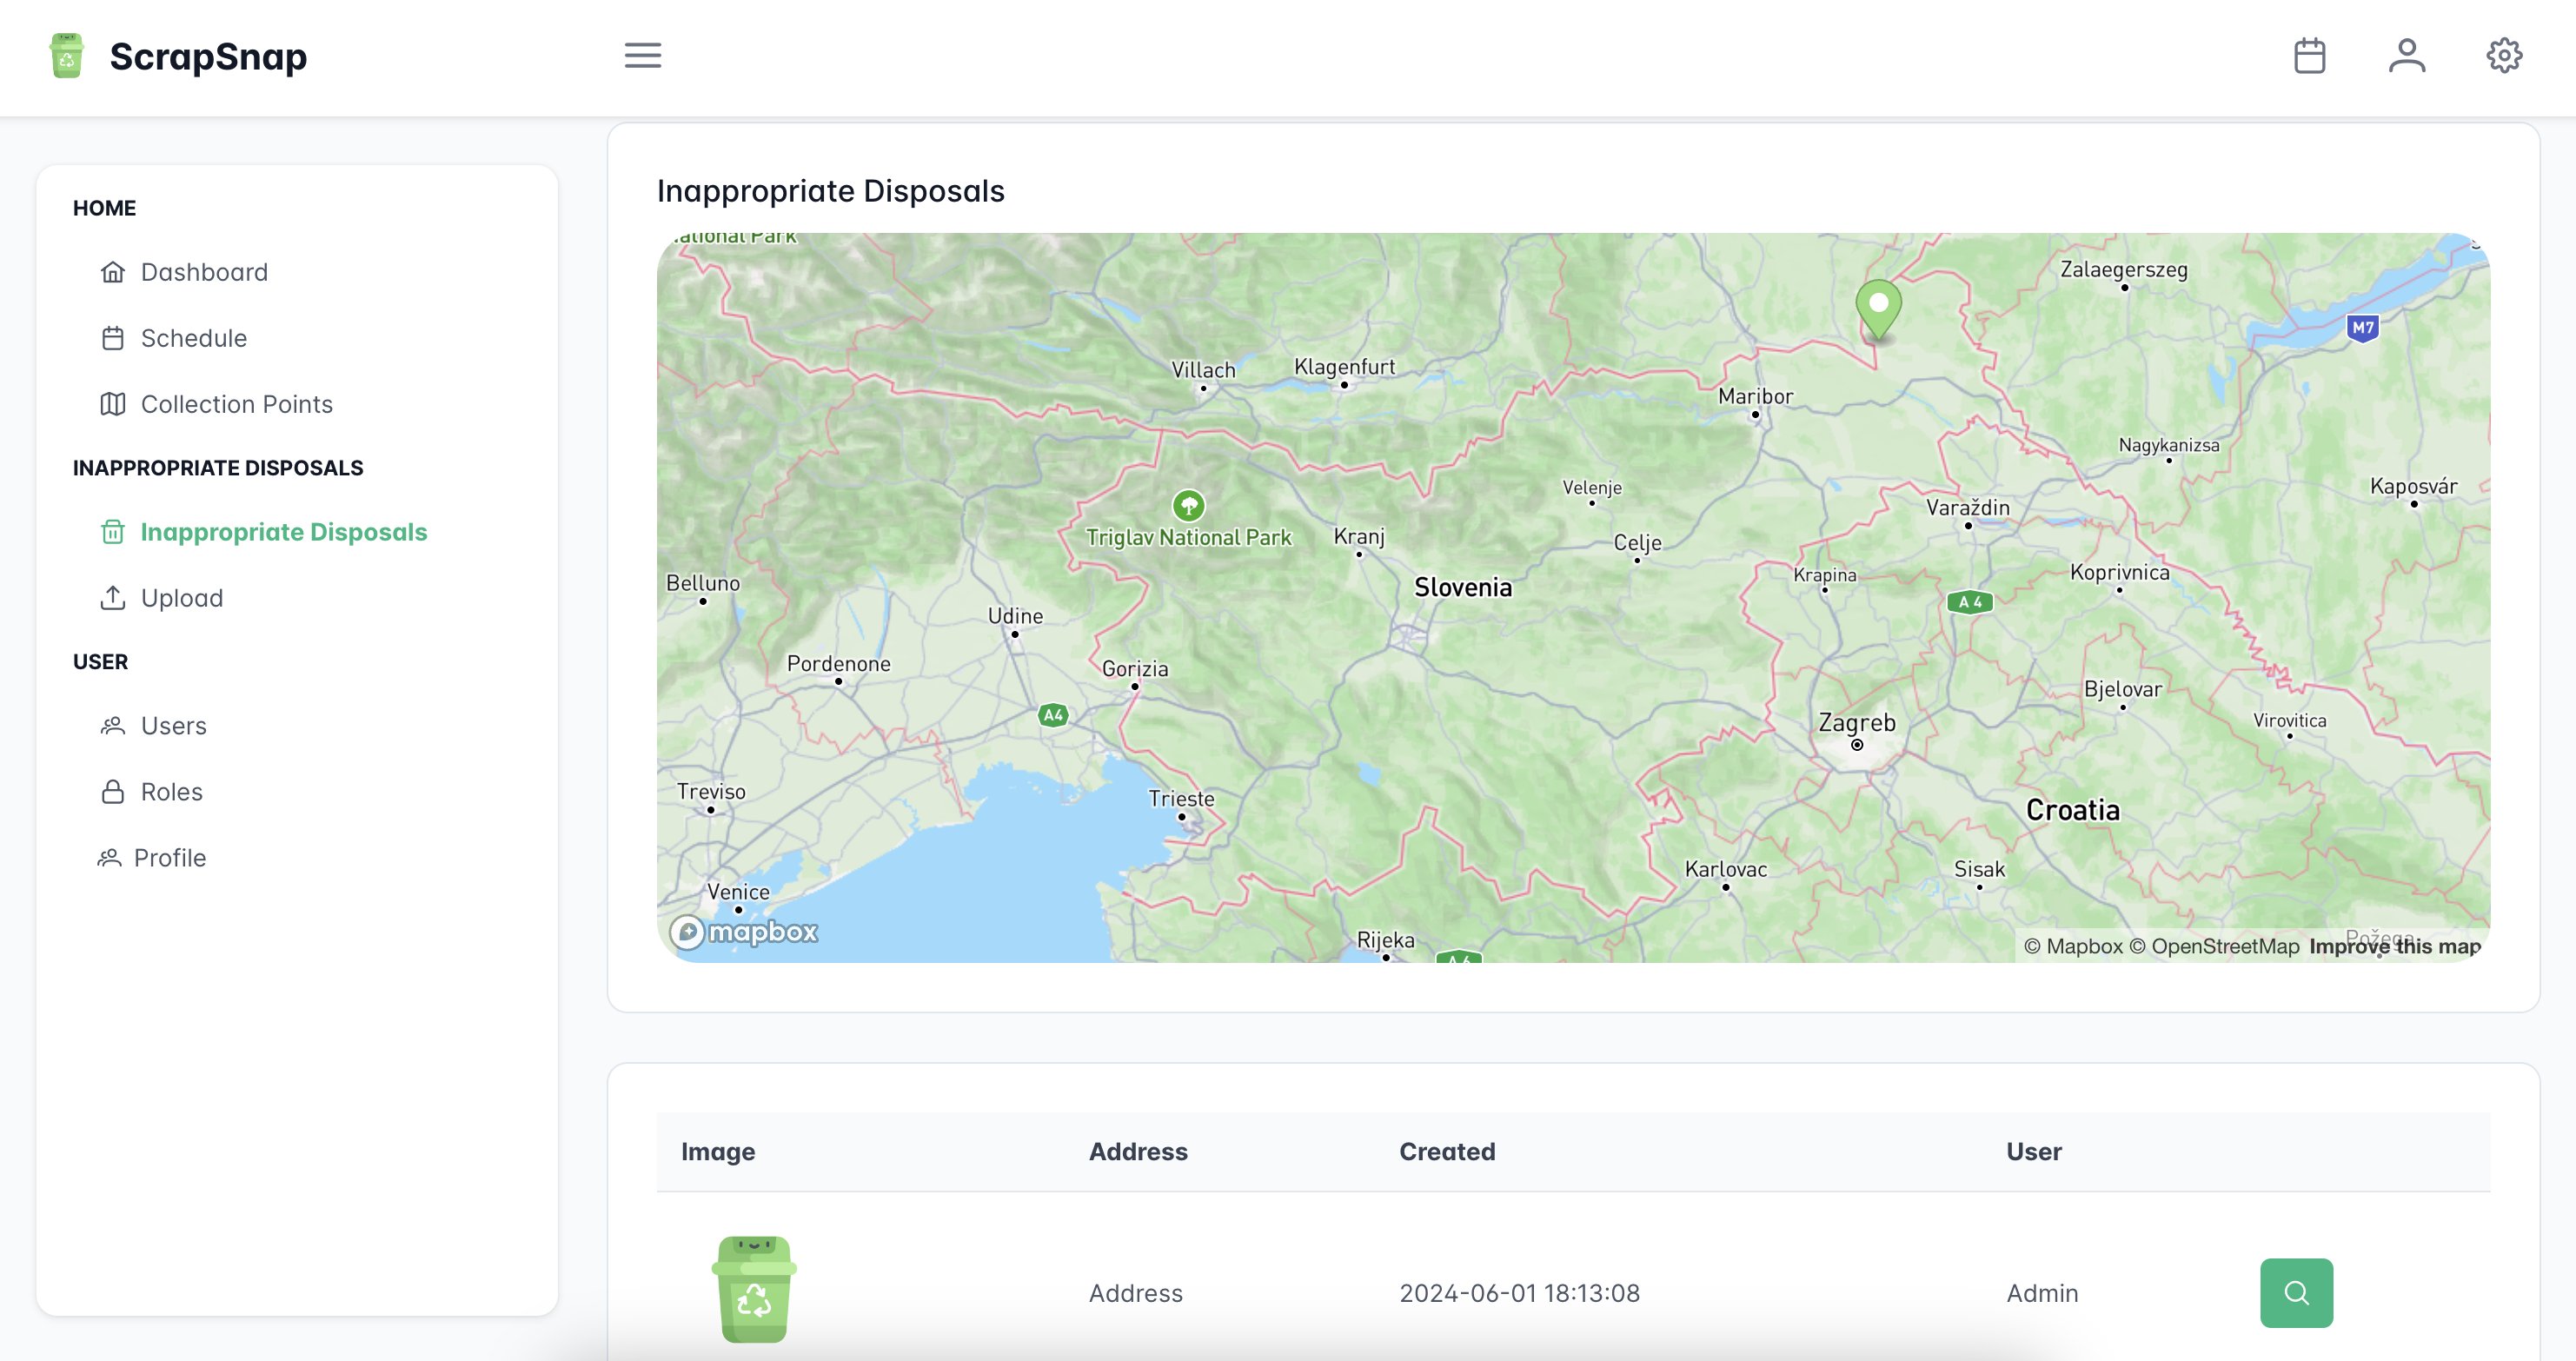 ScrapSnap
HOME
Dashboard
Schedule
Collection Points
INAPPROPRIATE DISPOSALS
Inappropriate Disposals
Upload
USER
Users
Roles
Profile
Inappropriate Disposals
ational Park
Zalaegerszeg
M7
Villach
Klagenfurt
Maribor
Nagykanizsa
Kaposvár
Velenje
Varaždin
Triglav National Park
Kranj
Celje
Slovenia
Krapina
Koprivnica
A 4
Belluno
Udine
Pordenone
Gorizia
A4
Bjelovar
Virovitica
Zagreb
Treviso
Trieste
Croatia
Karlovac
Sisak
Venice
mapbox
Rijeka
A 6
Požega
© Mapbox © OpenStreetMap Improve this map
Image Address Created User
Address 2024-06-01 18:13:08 Admin